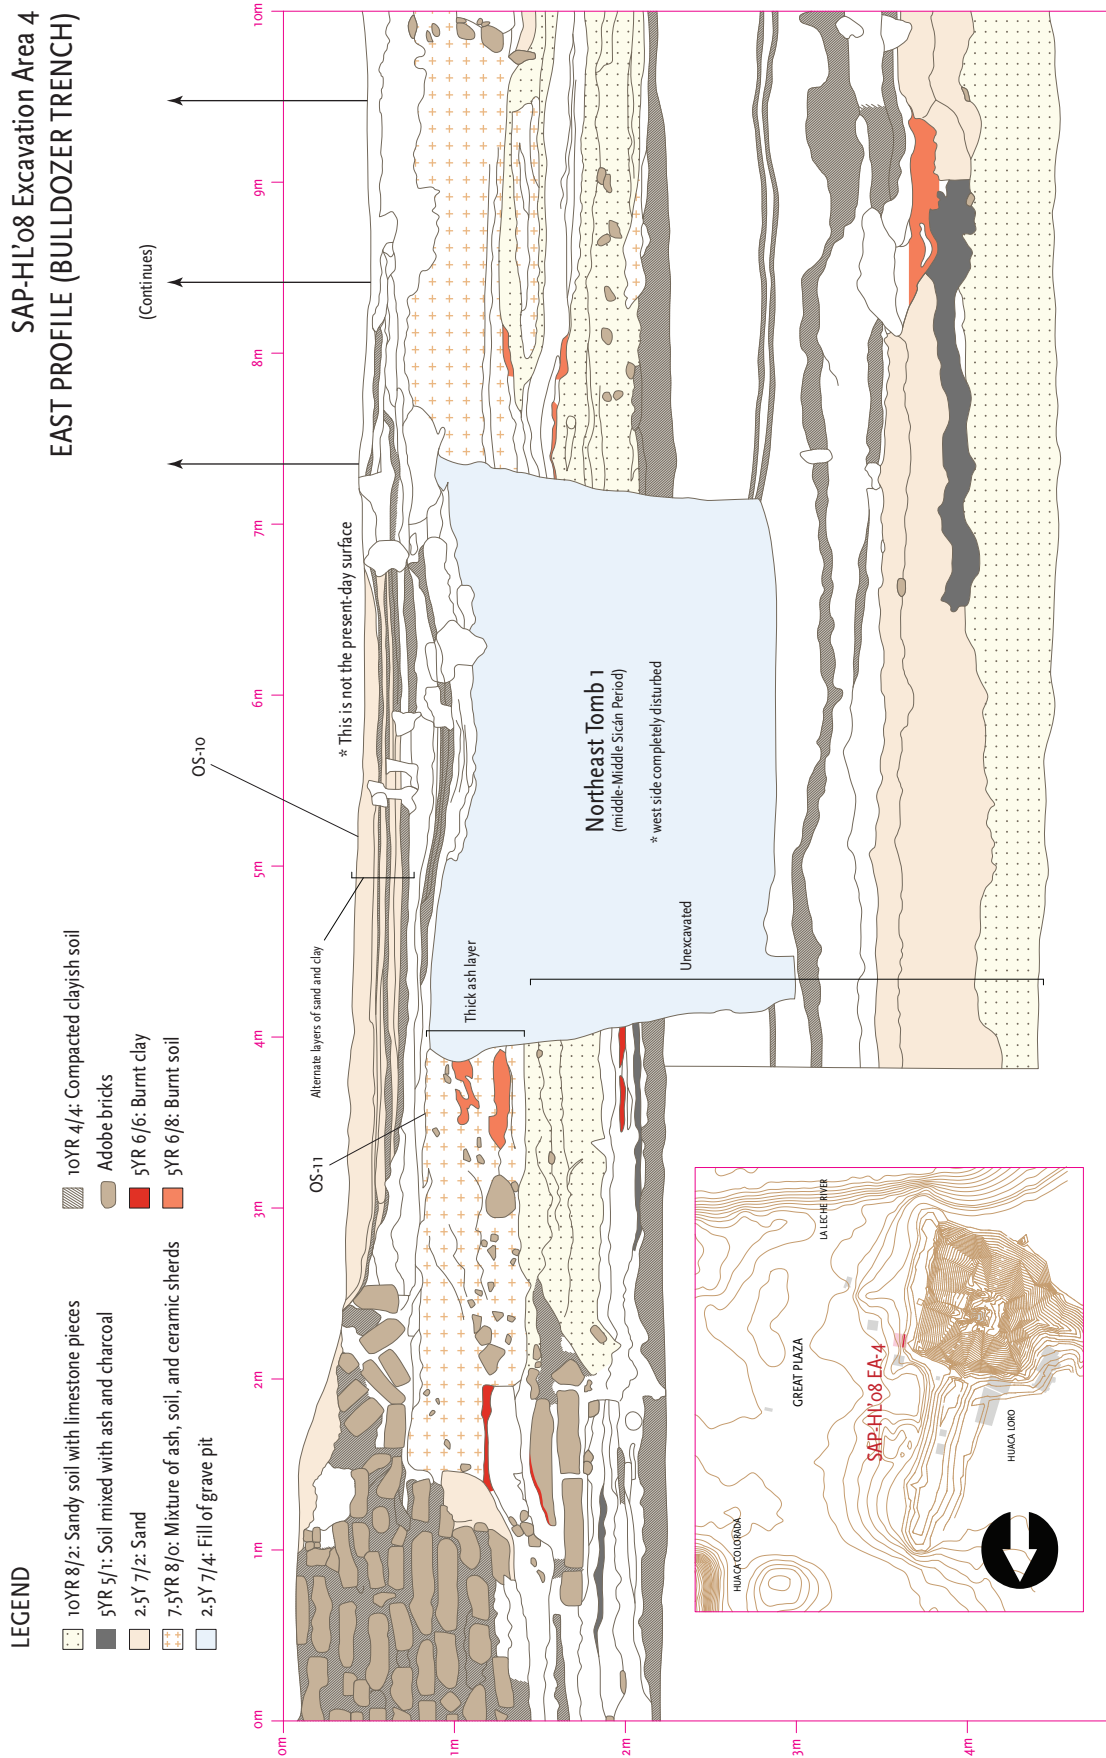 SAP-HL'08 Excavation Area 4
EAST PROFILE (BULLDOZER TRENCH)
LEGEND
10YR 8/2: Sandy soil with limestone pieces
5YR 5/1: Soil mixed with ash and charcoal
2.5Y 7/2: Sand
7.5YR 8/0: Mixture of ash, soil, and ceramic sherds
2.5Y 7/4: Fill of grave pit
10YR 4/4: Compacted clayish soil
Adobe bricks
5YR 6/6: Burnt clay
5YR 6/8: Burnt soil
(Continues)
OS-10
* This is not the present-day surface
Alternate layers of sand and clay
OS-11
Thick ash layer
Unexcavated
Northeast Tomb 1
(middle-Middle Sicán Period)
* west side completely disturbed
0m
1m
2m
3m
4m
5m
6m
7m
8m
9m
10m
0m
1m
2m
3m
4m
HUACA COLORADA
GREAT PLAZA
LA LECHE RIVER
SAP-HL'08 EA-4
HUACA LORO